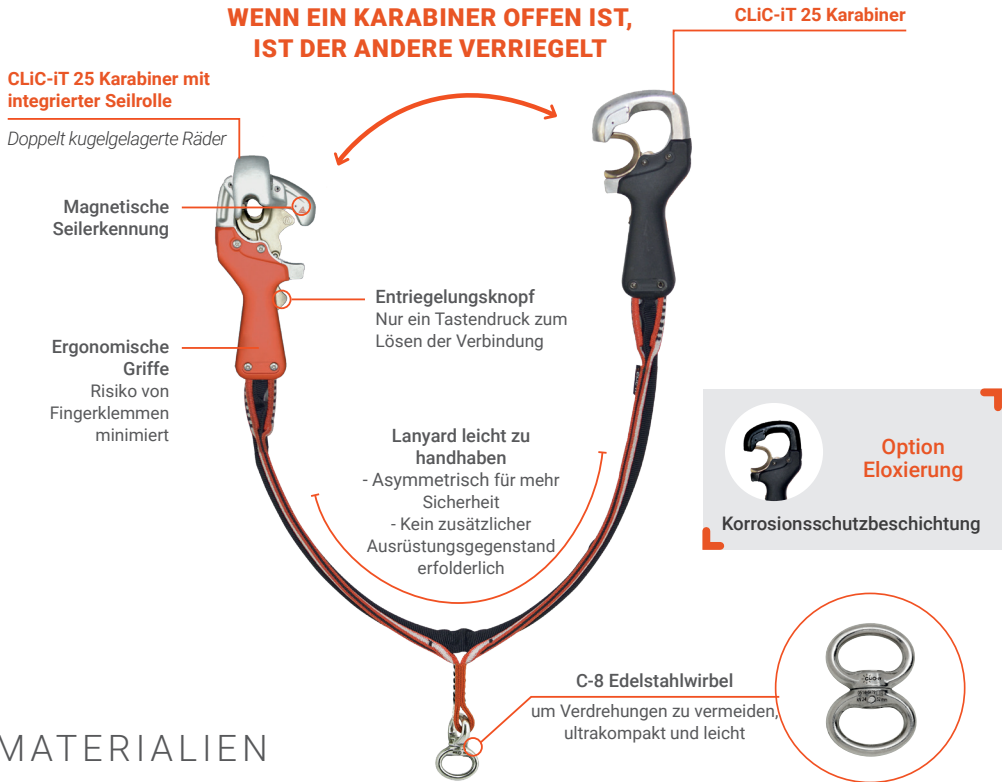 WENN EIN KARABINER OFFEN IST,
IST DER ANDERE VERRIEGELT
CLiC-iT 25 Karabiner
CLiC-iT 25 Karabiner mit
integrierter Seilrolle
Doppelt kugelgelagerte Räder
Magnetische
Seilerkennung
Entriegelungsknopf
Nur ein Tastendruck zum
Lösen der Verbindung
Ergonomische
Griffe
Risiko von
Fingerklemmen
minimiert
Lanyard leicht zu
handhaben
- Asymmetrisch für mehr
Sicherheit
- Kein zusätzlicher
Ausrüstungsgegenstand
erforderlich
Option
Eloxierung
Korrosionsschutzbeschichtung
C-8 Edelstahlwirbel
um Verdrehungen zu vermeiden,
ultrakompakt und leicht
MATERIALIEN